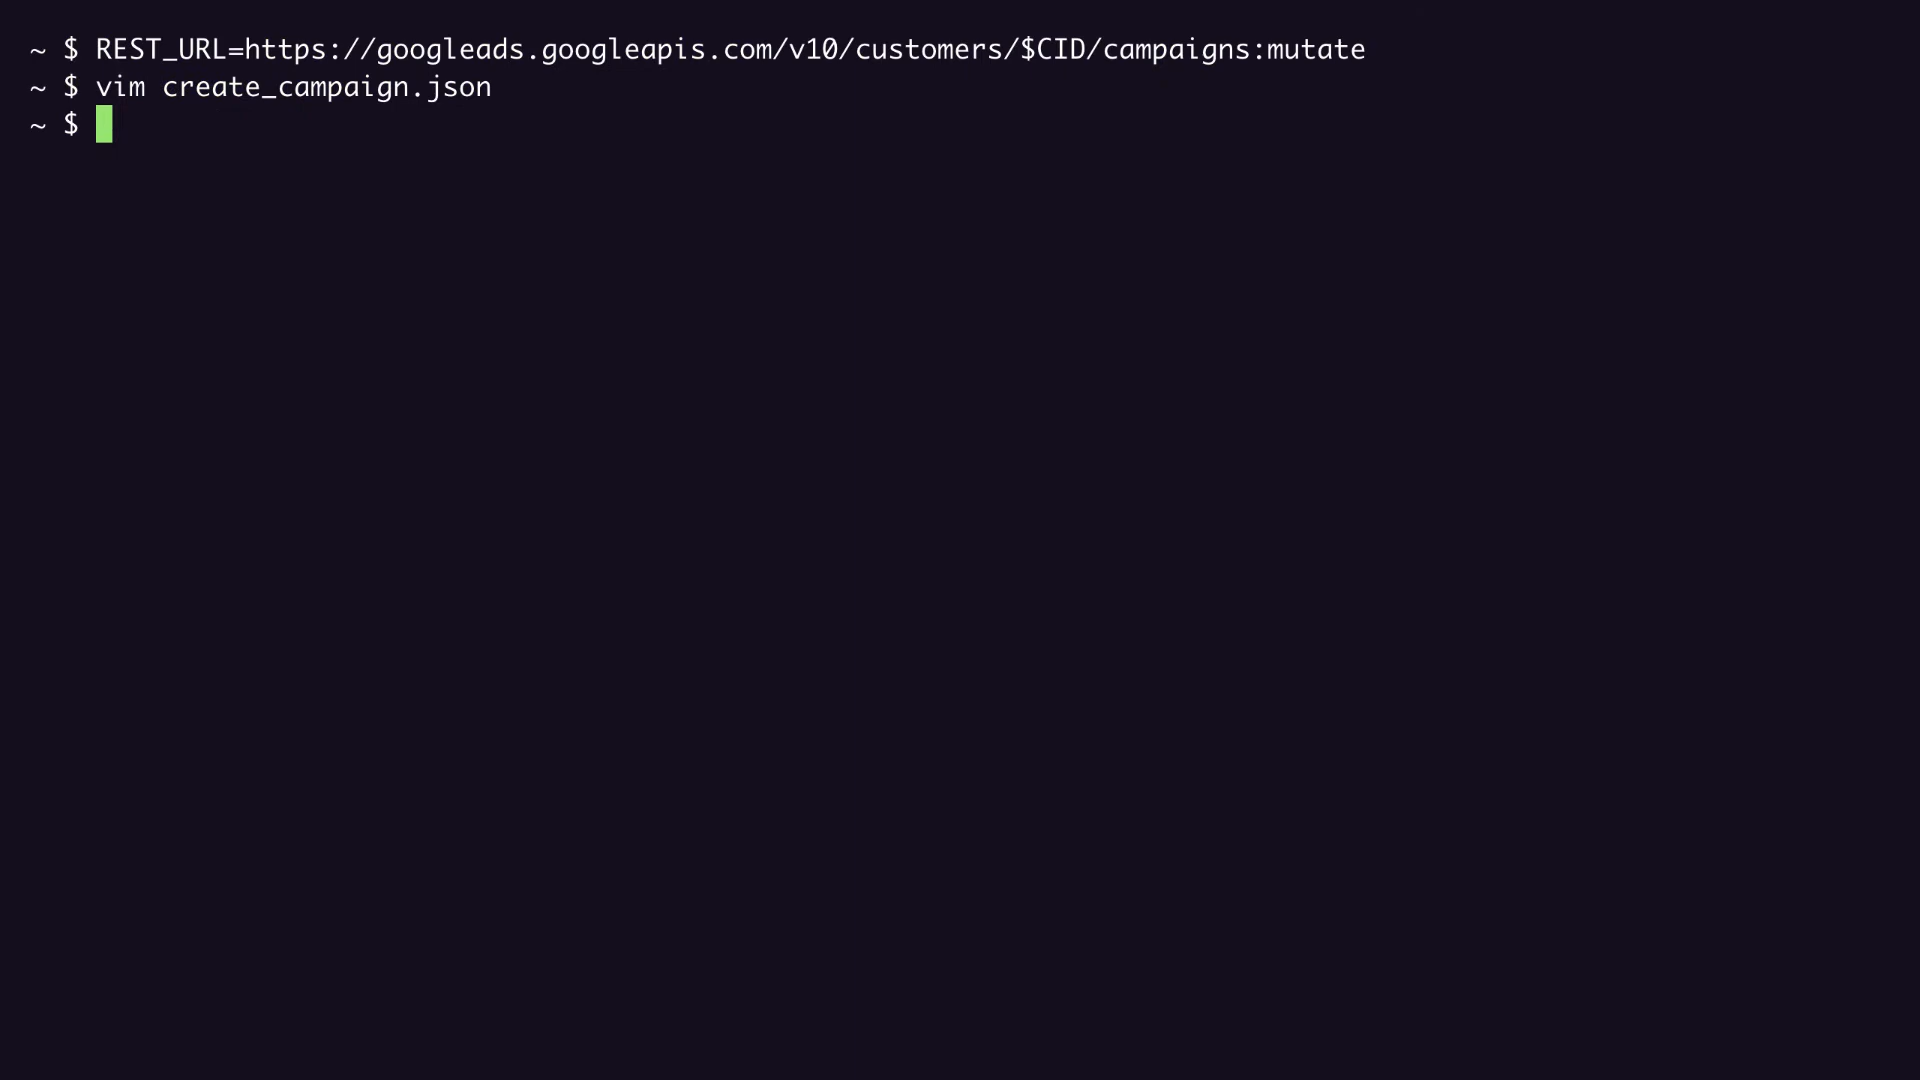 ~ $ REST_URL=https://googleads.googleapis.com/v10/customers/$CID/campaigns:mutate
~ $ vim create_campaign.json
~ $